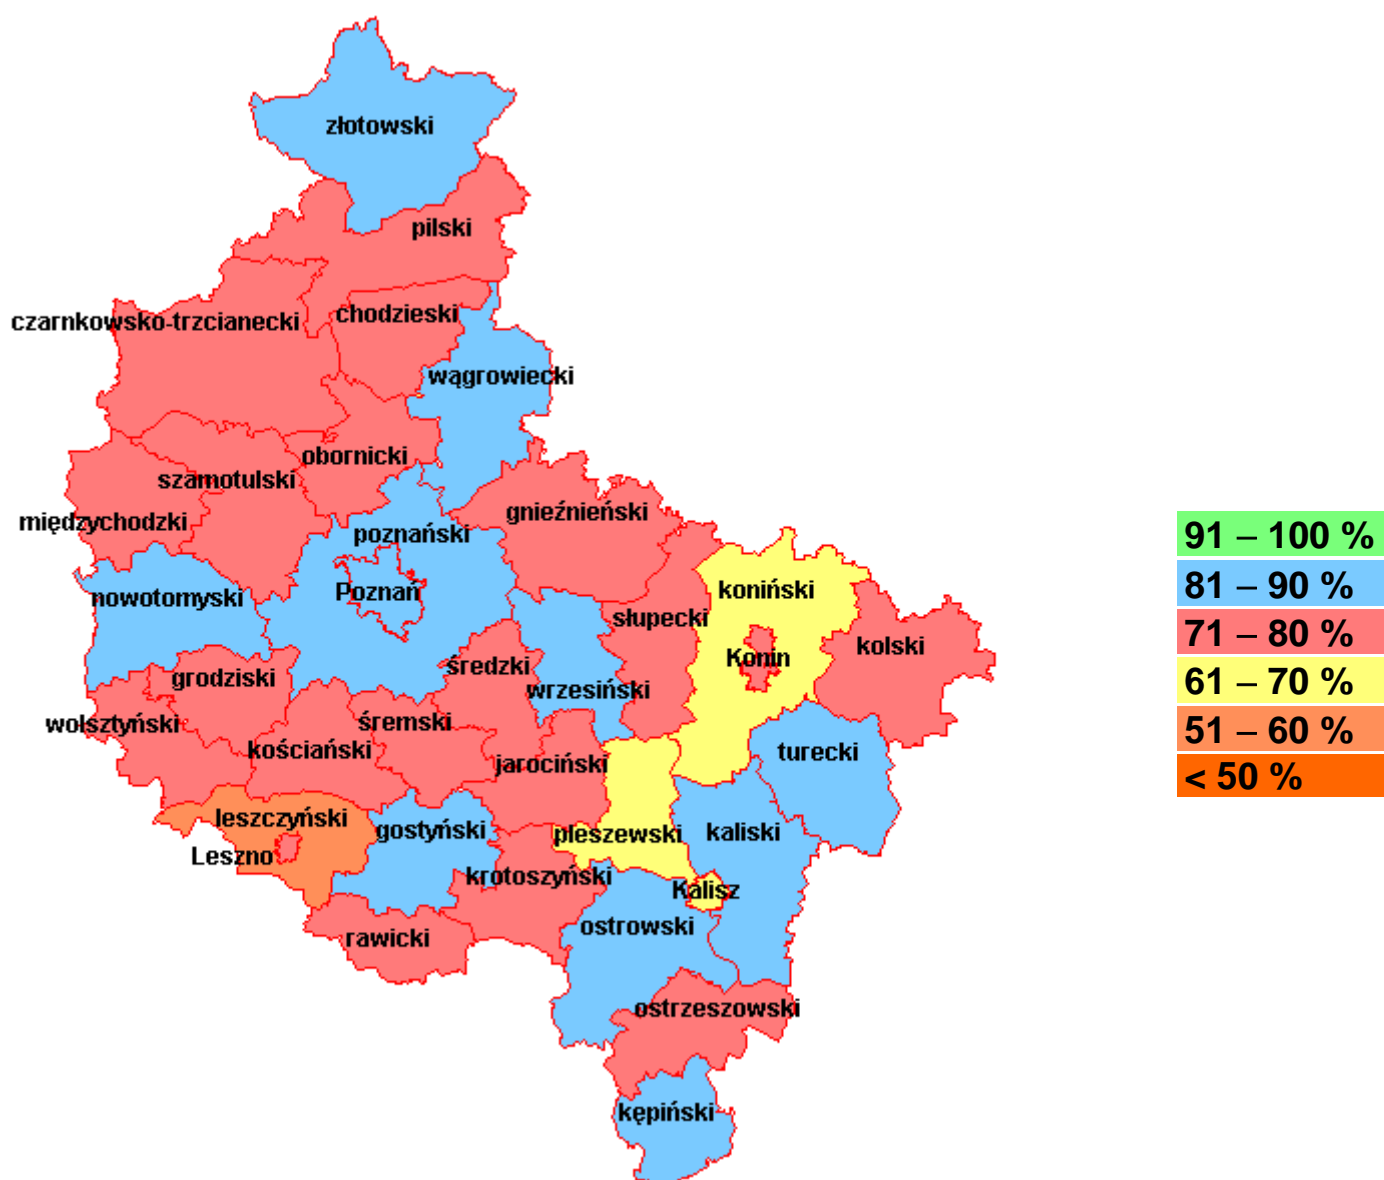 złotowski
pilski
chodzieski
czarnkowsko-trzcianecki
wągrowiecki
obornicki
szamotulski
gnieźnieński
międzychodzki
poznański
Poznań
nowotomyski
koniński
słupecki
kolski
Konin
średzki
grodziski
wrzesiński
śremski
wolsztyński
kościański
turecki
jarociński
leszczyński
gostyński
pleszewski
kaliski
Leszno
krotoszyński
Kalisz
ostrowski
rawicki
ostrzeszowski
kępiński
91 – 100 %
81 – 90 %
71 – 80 %
61 – 70 %
51 – 60 %
< 50 %